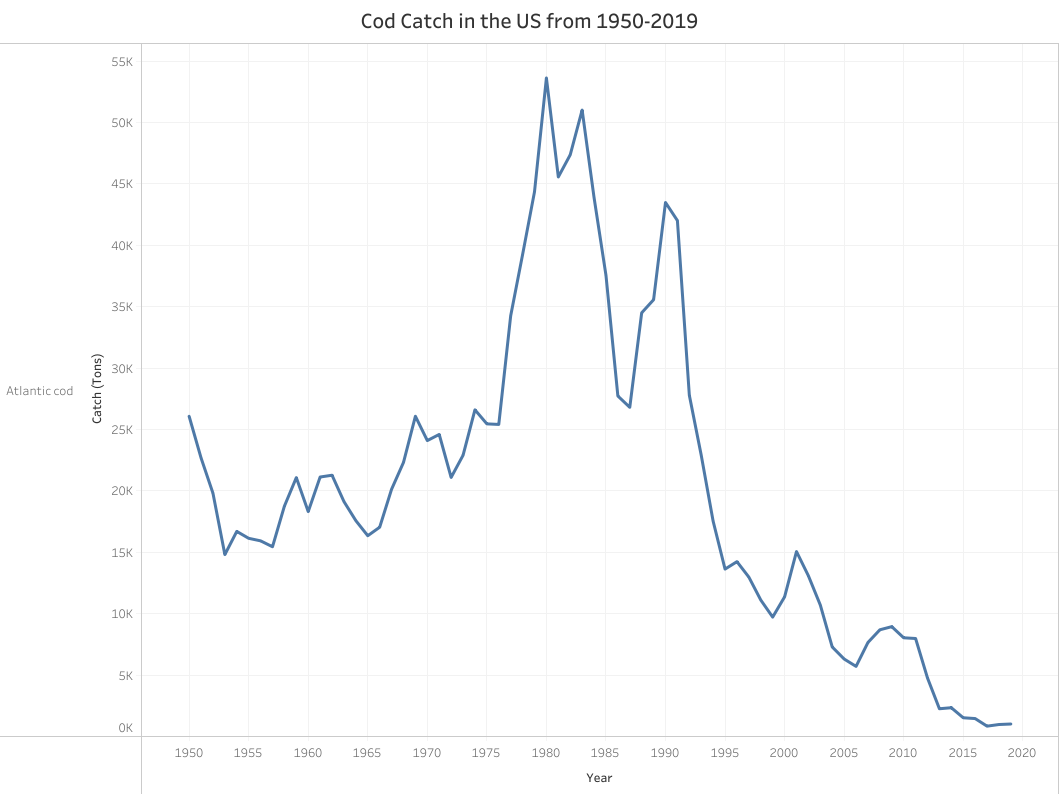 Cod Catch in the US from 1950-2019
55K
50K
45K
40K
35K
30K
25K
20K
15K
10K
5K
0K
Atlantic cod
Catch (Tons)
1950 1955 1960 1965 1970 1975 1980 1985 1990 1995 2000 2005 2010 2015 2020
Year